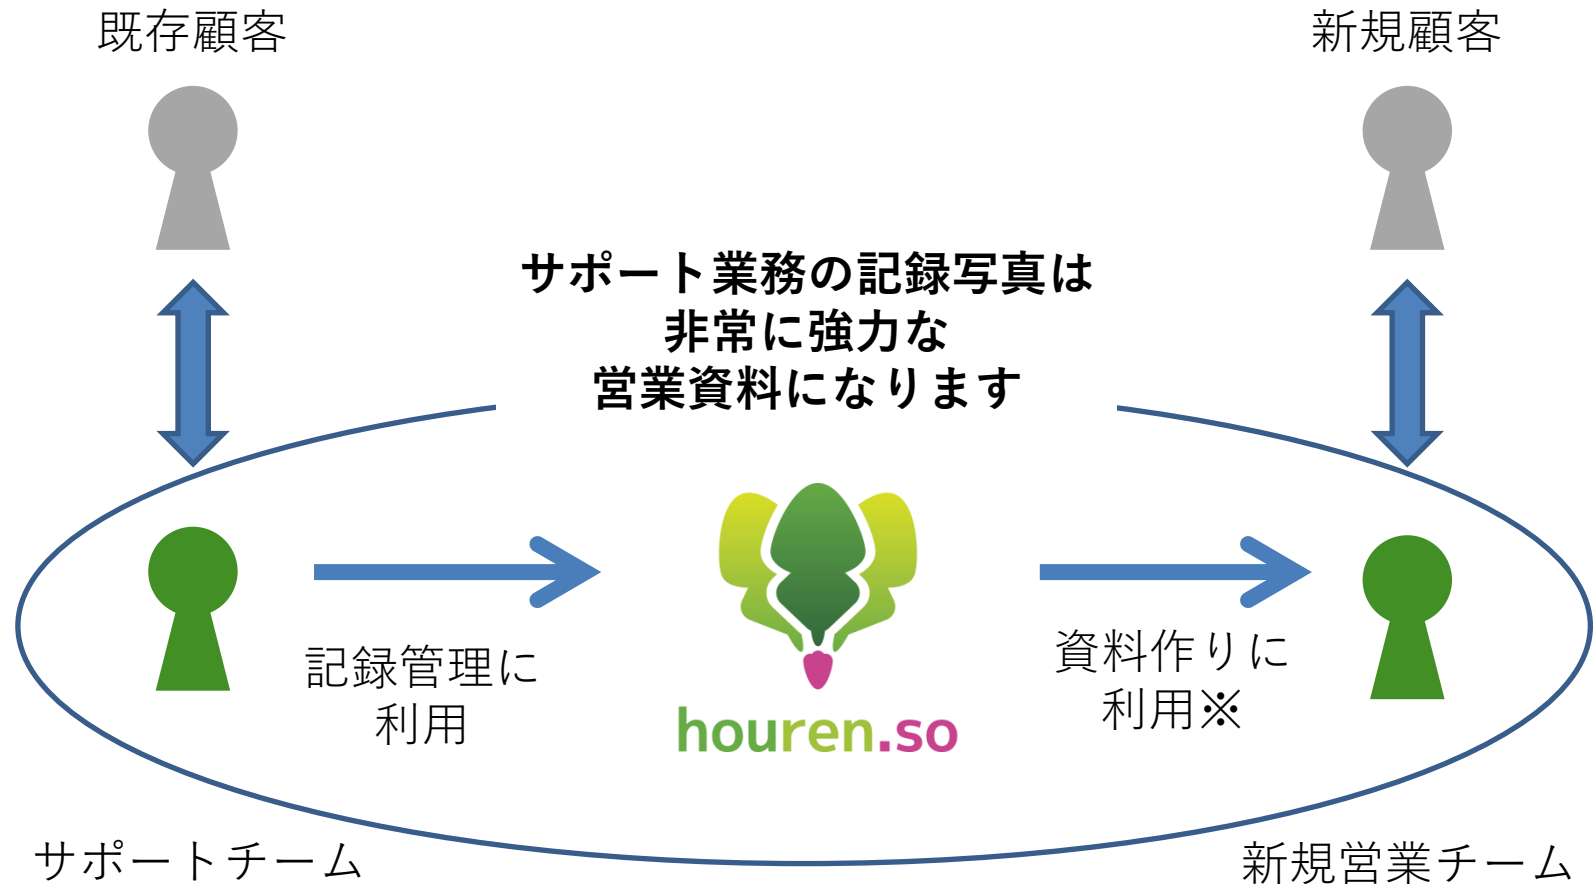 既存顧客
新規顧客
サポート業務の記録写真は
非常に強力な
営業資料になります
記録管理に
利用
houren.so
資料作りに
利用※
サポートチーム
新規営業チーム